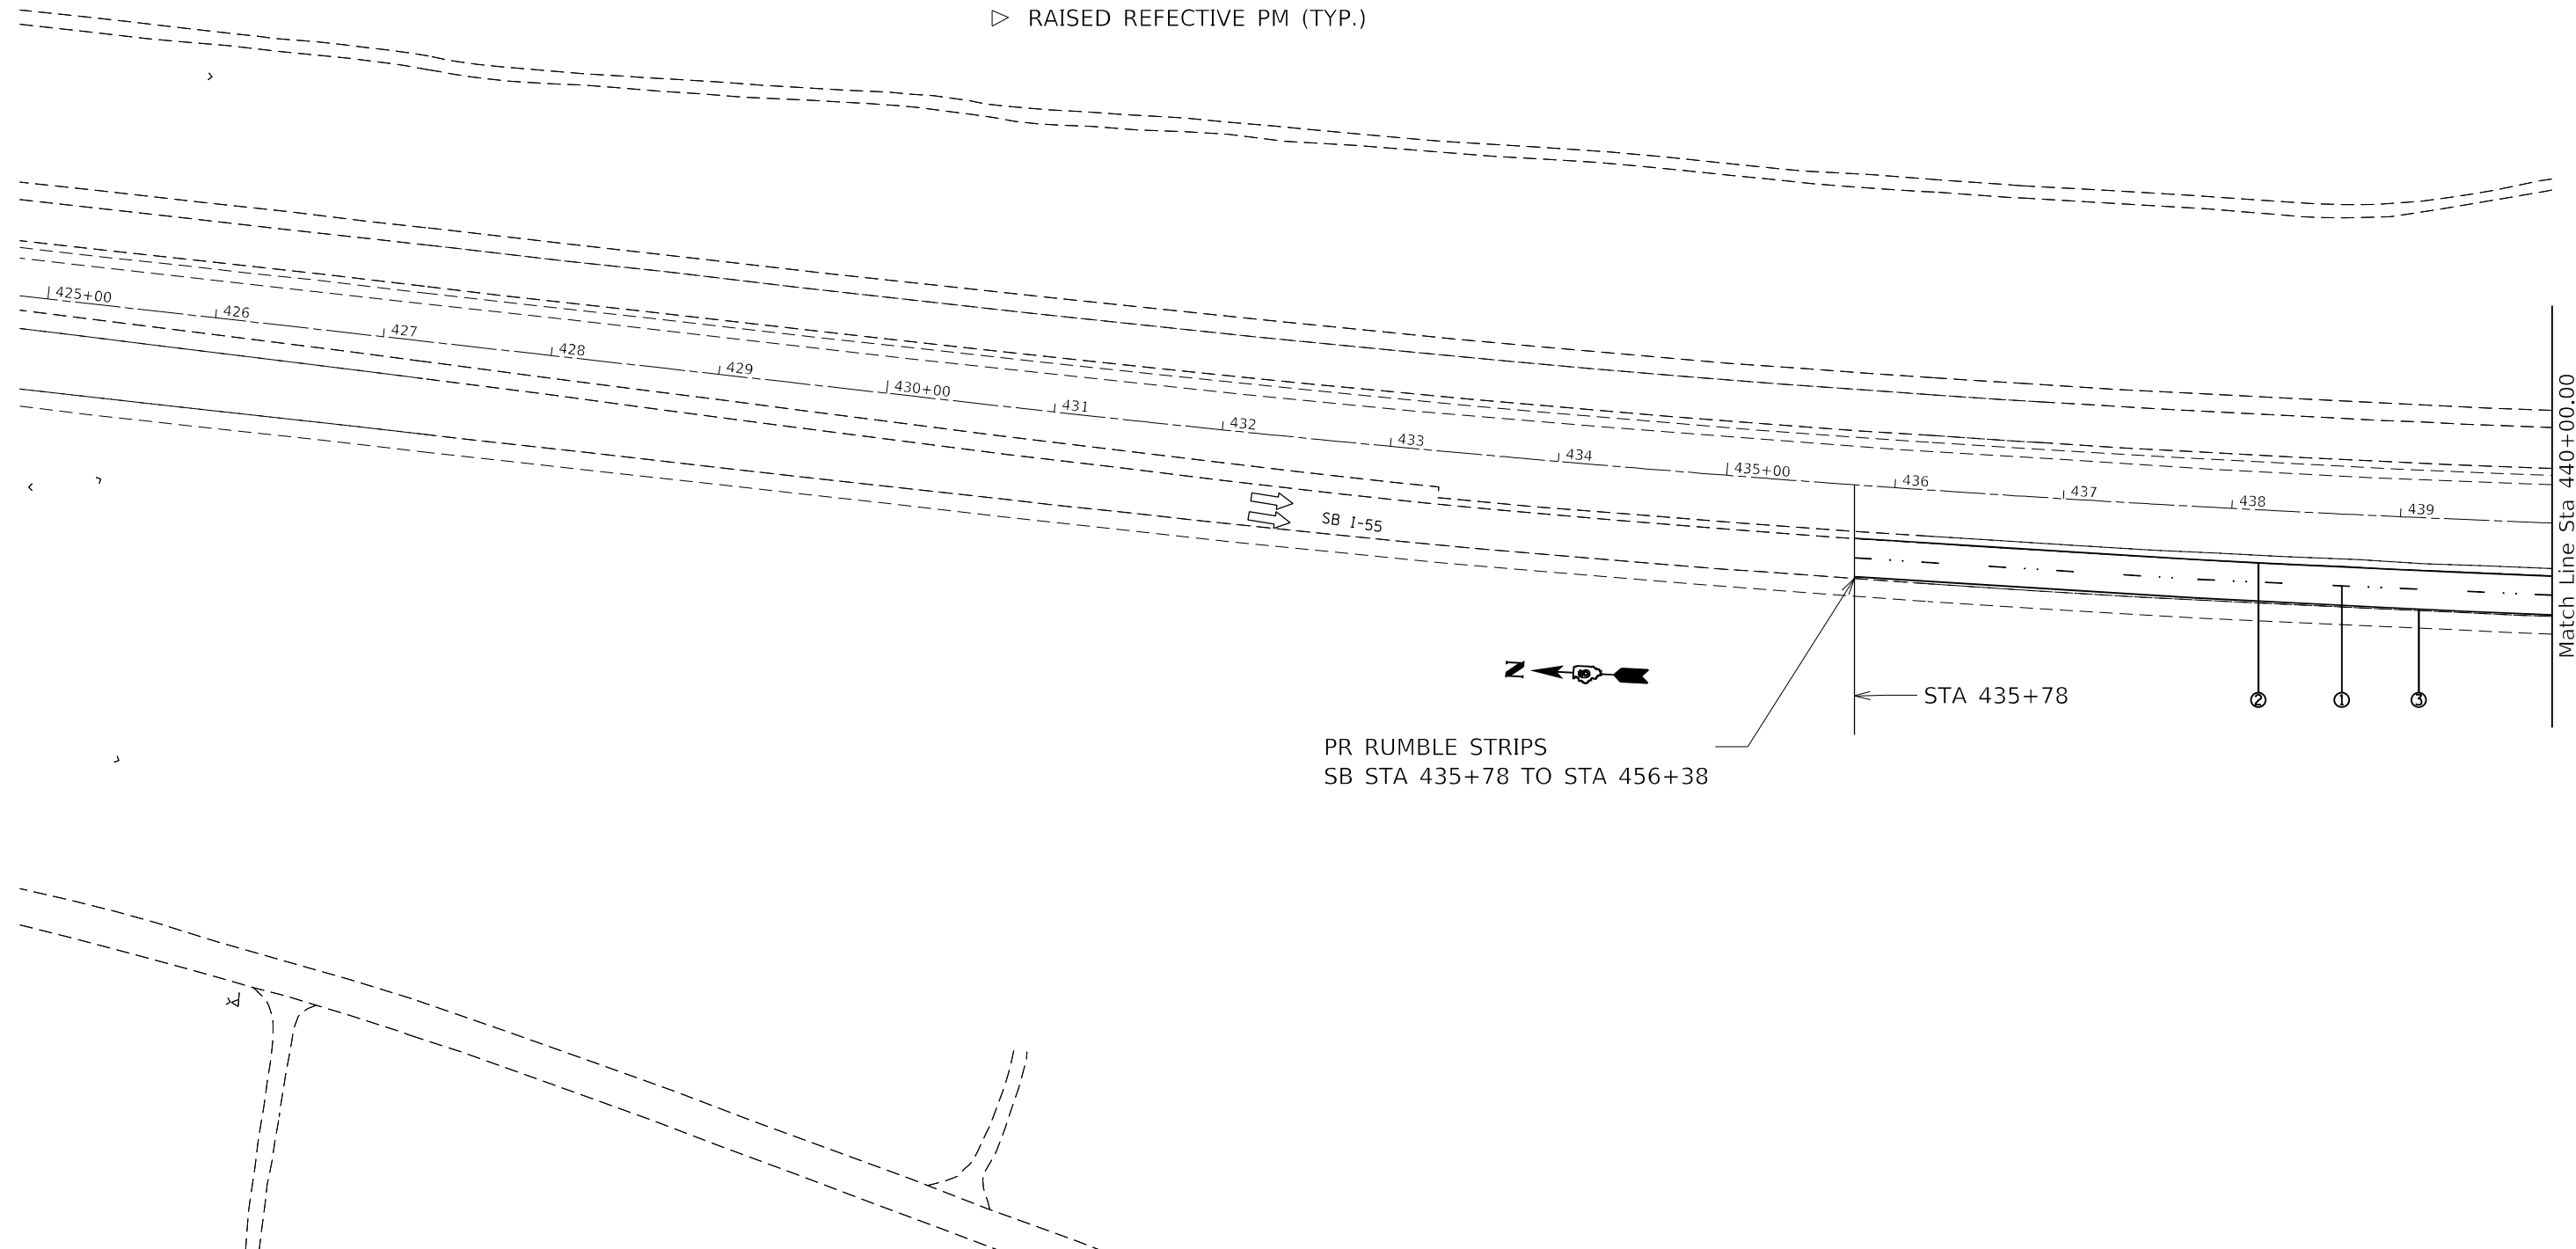 ▷ RAISED REFECTIVE PM (TYP.)
425+00
426
427
428
429
430+00
431
432
433
434
435+00
436
437
438
439
SB I-55
Match Line Sta 440+00.00
N
STA 435+78
② ① ③
PR RUMBLE STRIPS
SB STA 435+78 TO STA 456+38